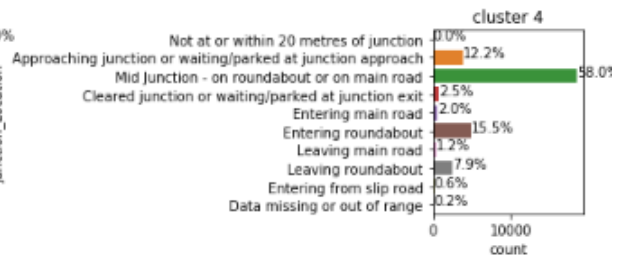 cluster 4
%
Not at or within 20 metres of junction 0.0%
Approaching junction or waiting/parked at junction approach 12.2%
Mid Junction - on roundabout or on main road 58.0%
Cleared junction or waiting/parked at junction exit 2.5%
Entering main road 2.0%
Entering roundabout 15.5%
Leaving main road 1.2%
Leaving roundabout 7.9%
Entering from slip road 0.6%
Data missing or out of range 0.2%
0 10000
count